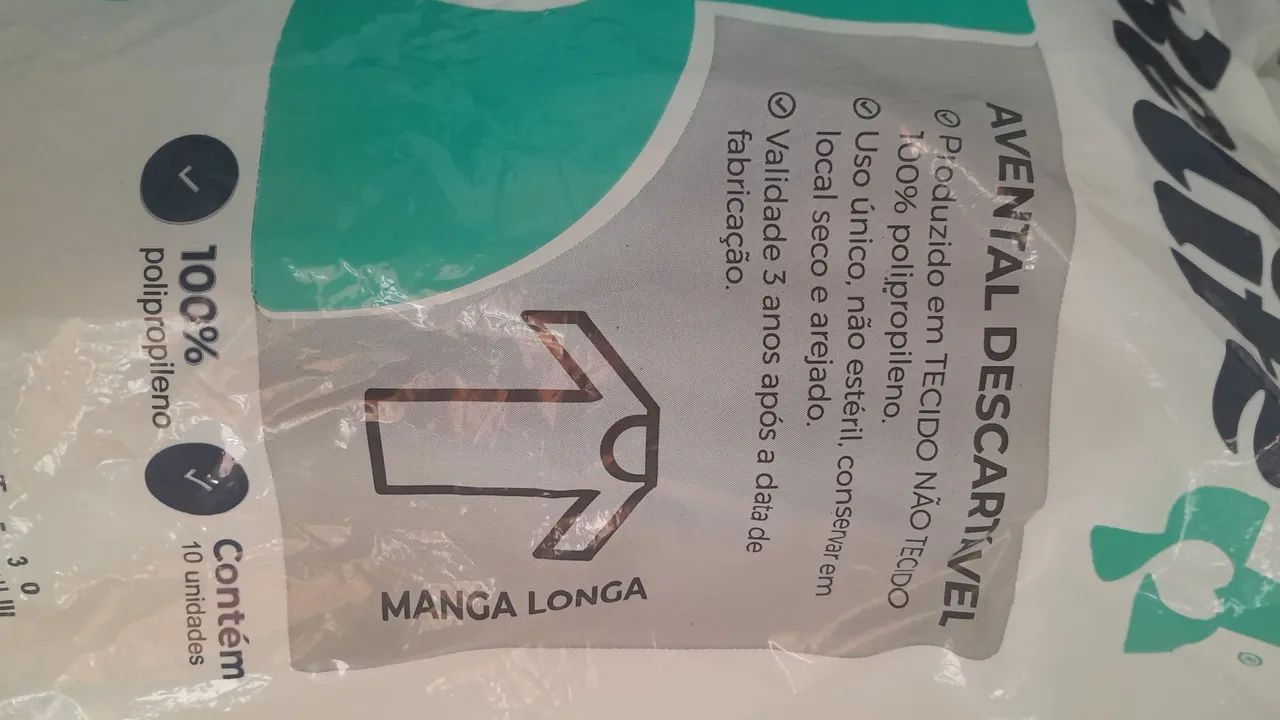 AVENTAL DESCARTÁVEL
Produzido em TECIDO NÃO TECIDO
100% polipropileno.
Uso único, não estéril, conservar em
local seco e arejado.
Validade 3 anos após a data de
fabricação.
MANGA LONGA
100%
polipropileno
Contém
10 unidades